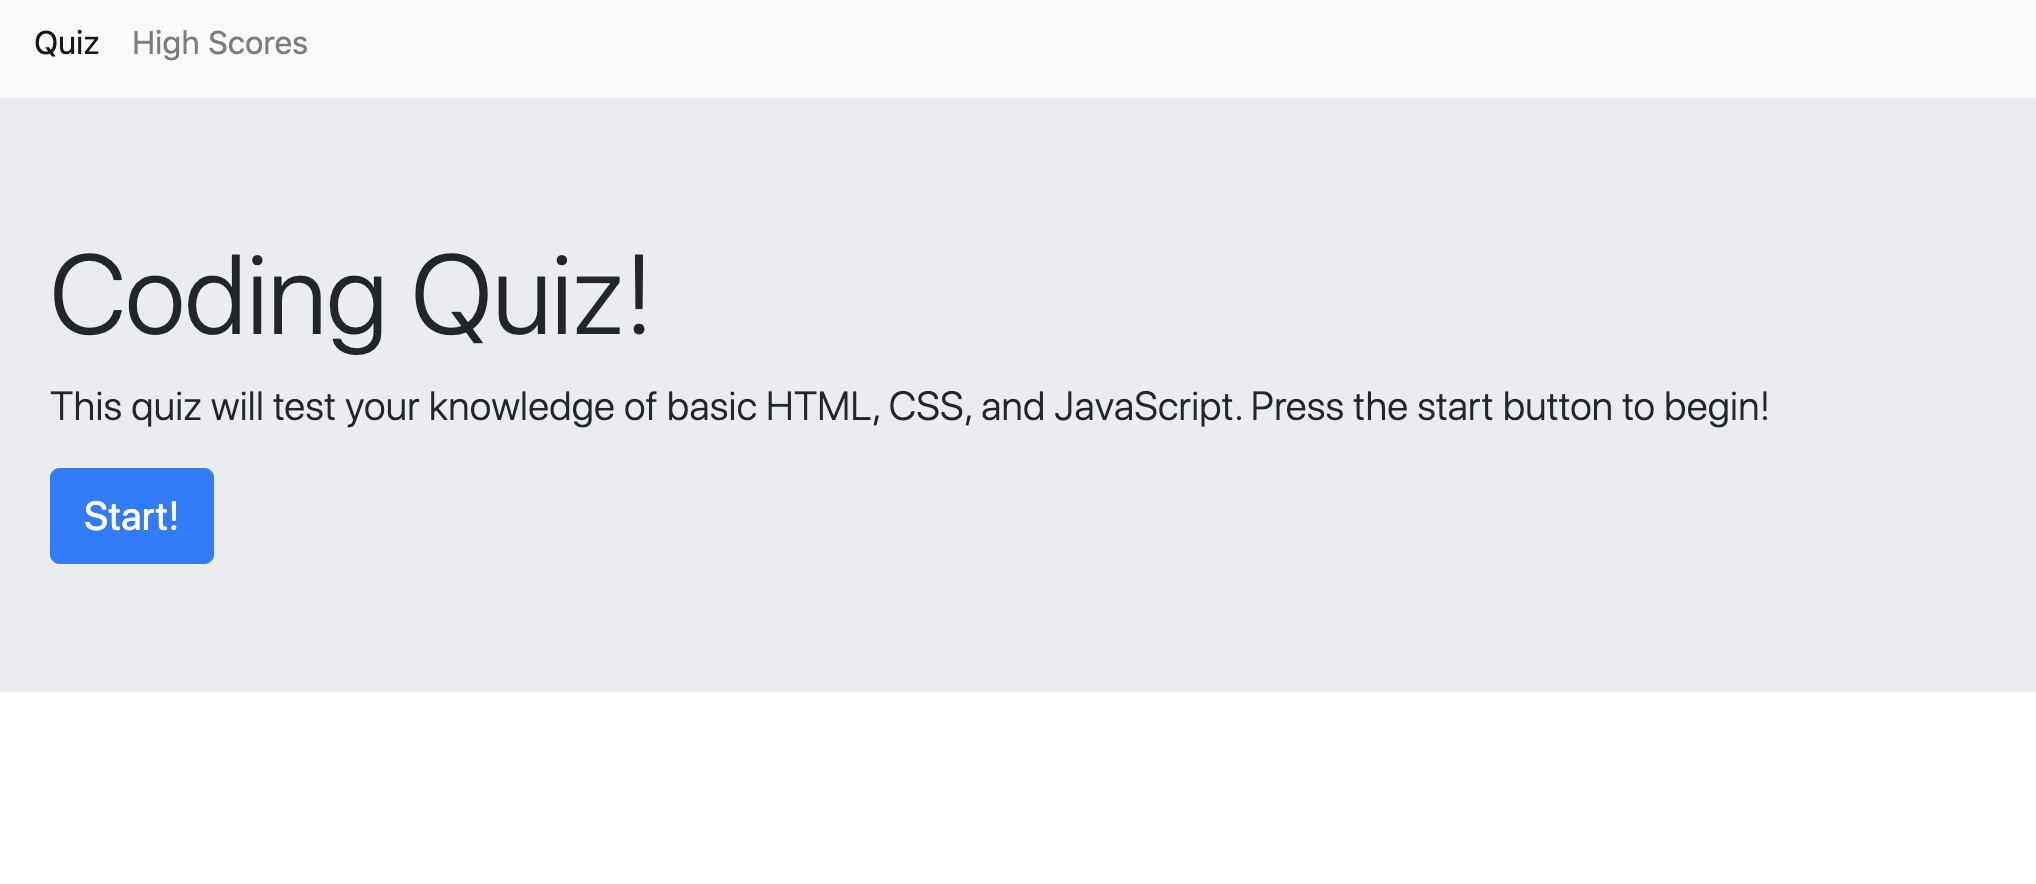 Quiz High Scores
Coding Quiz!
This quiz will test your knowledge of basic HTML, CSS, and JavaScript. Press the start button to begin!
Start!